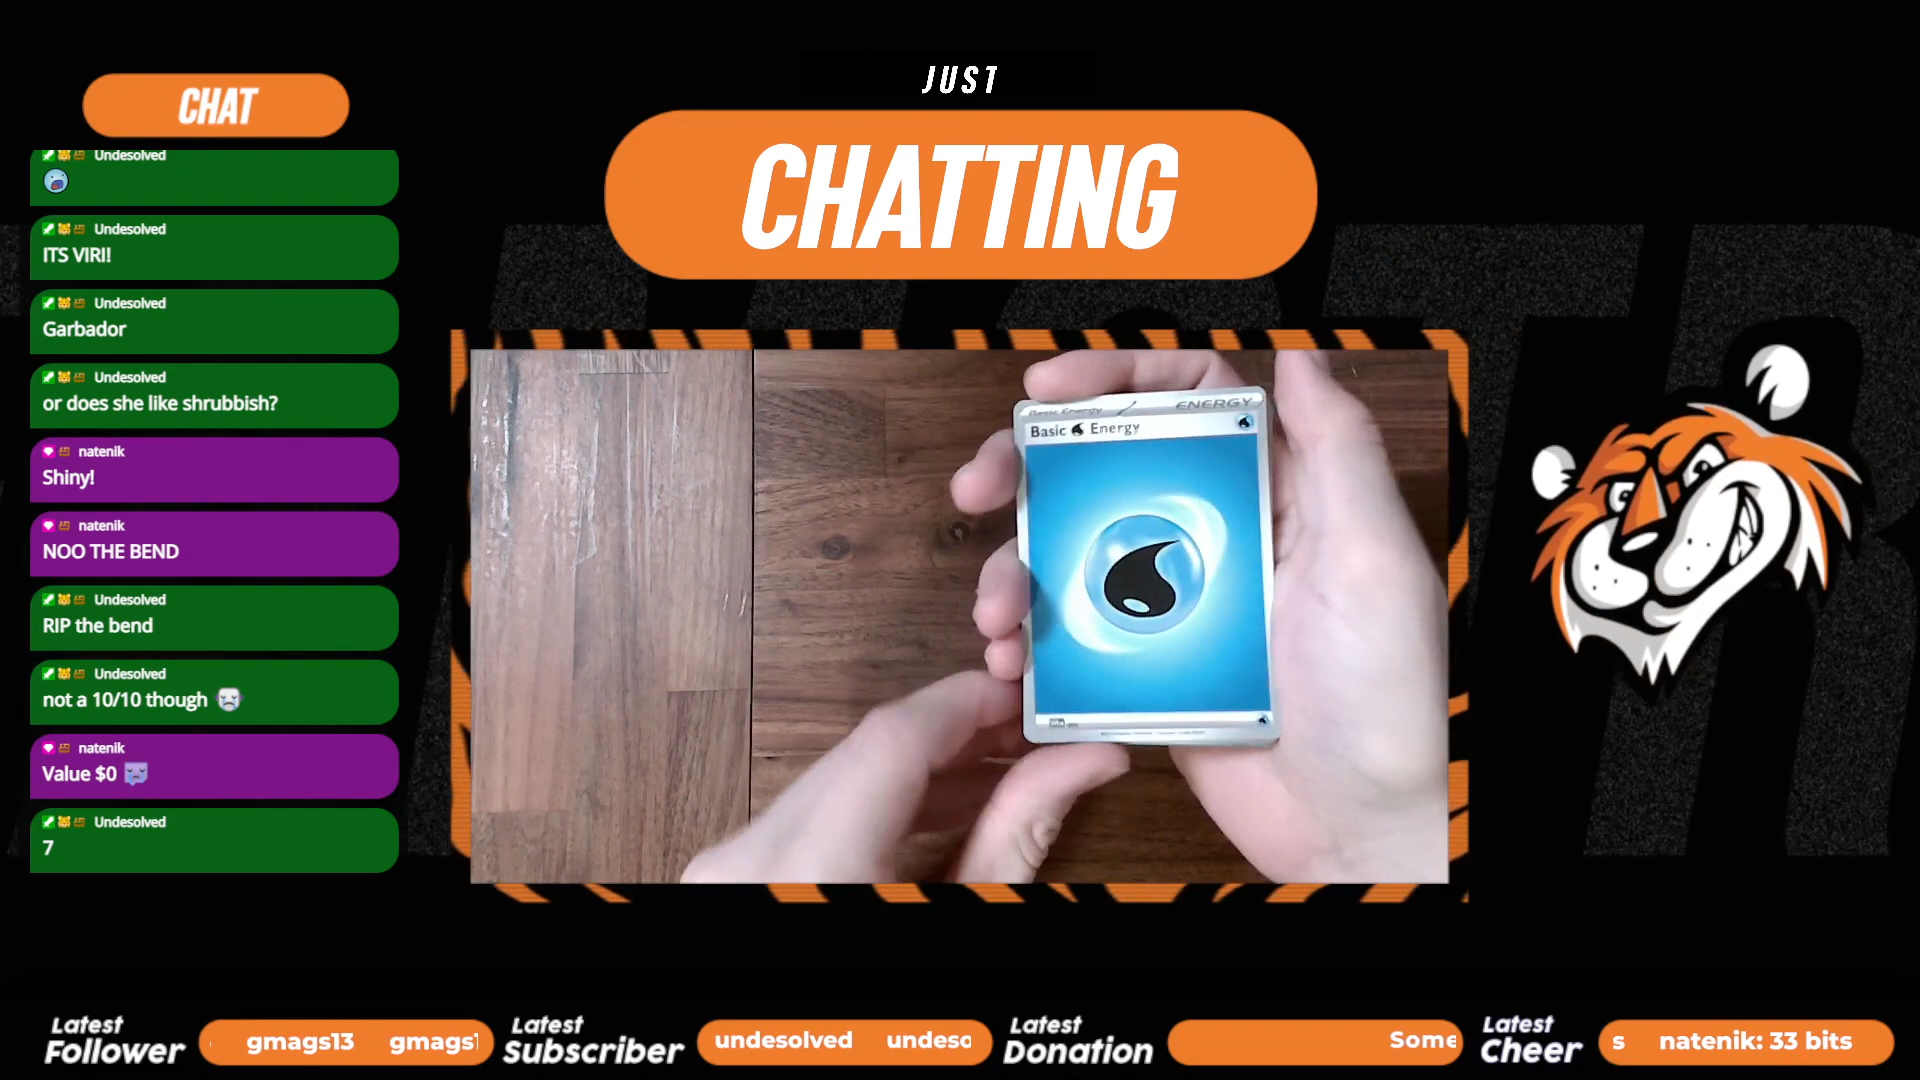 JUST
CHATTING
CHAT
Undesolved
Undesolved
ITS VIRI!
Undesolved
Garbador
Undesolved
or does she like shrubbish?
natenik
Shiny!
natenik
NOO THE BEND
Undesolved
RIP the bend
Undesolved
not a 10/10 though
natenik
Value $0
Undesolved
7
Basic Energy ENERGY
Basic Energy
Latest Follower
gmags13 gmags1
Latest Subscriber
undesolved undeso
Latest Donation
Some
Latest Cheer
s natenik: 33 bits